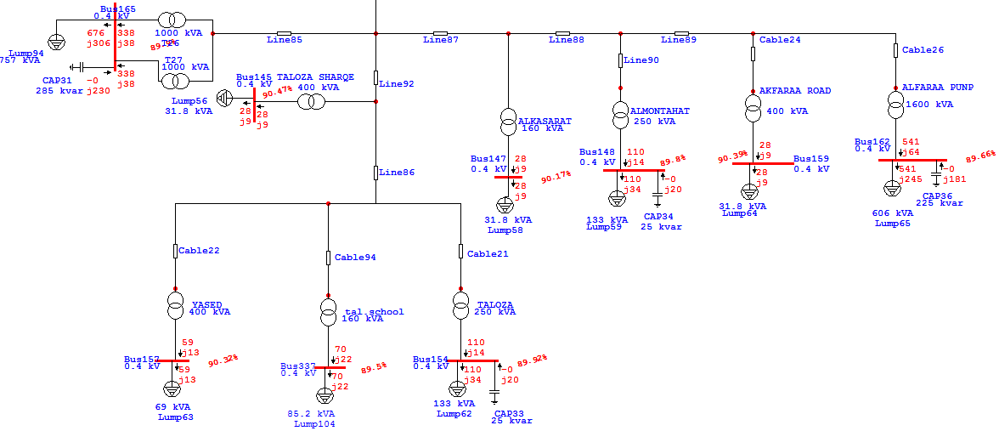 Bus165
0.4 kV
676
j306
338
j38
1000 kVA
T26
Lump94
757 kVA
T27
1000 kVA
338
j38
CAP31
285 kvar
-0
j230
Line85
Line87
Line88
Line89
Cable24
Cable26
Line90
Line92
Bus145 TALOZA SHARQE
0.4 kV
90.47%
400 kVA
Lump56
31.8 kVA
28
j9
28
j9
ALKASARAT
160 kVA
ALMONTAHAT
250 kVA
AKFARAA ROAD
400 kVA
ALFARAA PUNP
1600 kVA
Bus147
0.4 kV
28
j9
28
j9
90.17%
31.8 kVA
Lump58
Bus148
0.4 kV
110
j14
89.8%
110
j34
-0
j20
133 kVA
Lump59
CAP34
25 kvar
28
j9
90.39%
Bus159
0.4 kV
28
j9
31.8 kVA
Lump64
Bus162
0.4 kV
541
j64
89.66%
541
j245
-0
j181
606 kVA
Lump65
CAP36
225 kvar
Line86
Cable22
Cable94
Cable21
YASED
400 kVA
tal.school
160 kVA
TALOZA
250 kVA
59
j13
Bus157
0.4 kV
90.32%
59
j13
69 kVA
Lump63
70
j22
Bus337
0.4 kV
89.5%
70
j22
85.2 kVA
Lump104
110
j14
Bus154
0.4 kV
89.92%
110
j34
-0
j20
133 kVA
Lump62
CAP33
25 kvar